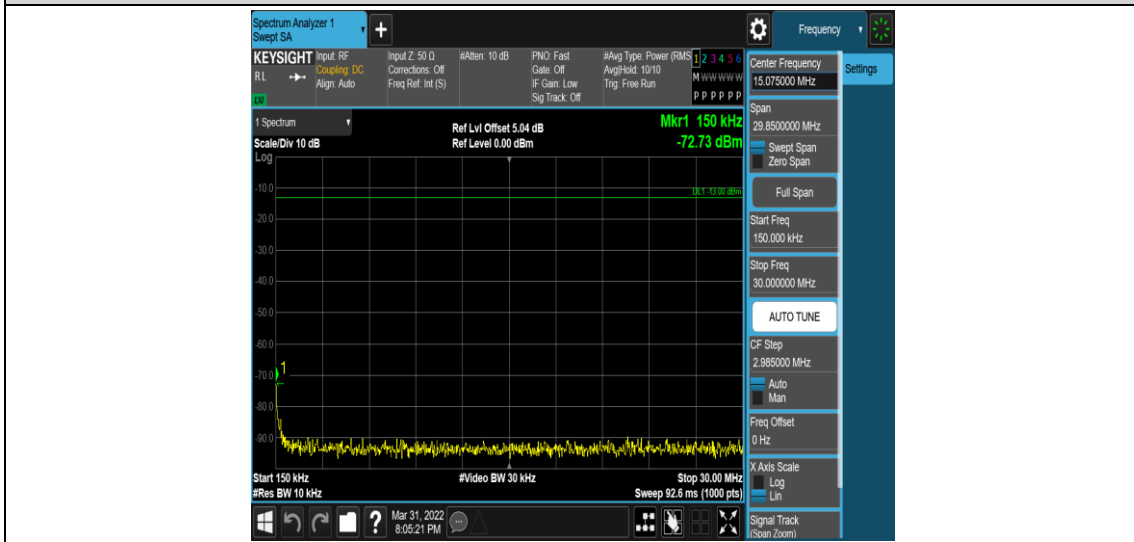 Spectrum Analyzer 1
Swept SA
+
Frequency
KEYSIGHT
RL
LXI
Input: RF
Coupling: DC
Align: Auto
Input Z: 50 Ω
Corrections: Off
Freq Ref: Int (S)
#Atten: 10 dB
PNO: Fast
Gate: Off
IF Gain: Low
Sig Track: Off
#Avg Type: Power (RMS
Avg|Hold: 10/10
Trig: Free Run
1 2 3 4 5 6
M W W W W W
P P P P P P
1 Spectrum
Scale/Div 10 dB
Log
Ref Lvl Offset 5.04 dB
Ref Level 0.00 dBm
Mkr1 150 kHz
-72.73 dBm
DL1 -13.00 dBm
-10.0
-20.0
-30.0
-40.0
-50.0
-60.0
-70.0
-80.0
-90.0
1
Start 150 kHz
#Res BW 10 kHz
#Video BW 30 kHz
Stop 30.00 MHz
Sweep 92.6 ms (1000 pts)
Center Frequency
15.075000 MHz
Settings
Span
29.8500000 MHz
Swept Span
Zero Span
Full Span
Start Freq
150.000 kHz
Stop Freq
30.000000 MHz
AUTO TUNE
CF Step
2.985000 MHz
Auto
Man
Freq Offset
0 Hz
X Axis Scale
Log
Lin
Signal Track
(Span Zoom)
?
Mar 31, 2022
8:05:21 PM